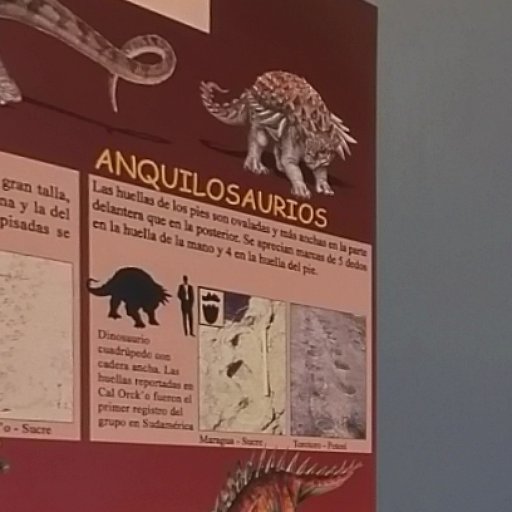 ANQUILOSAURIOS
gran talla,
na y la del
pisadas se
Las huellas de los pies son ovaladas y más anchas en la parte
delantera que en la posterior. Se aprecian marcas de 5 dedos
en la huella de la mano y 4 en la huella del pie.
Dinosaurio
cuadrúpedo con
cadera ancha. Las
huellas reportadas en
Cal Orck'o fueron el
primer registro del
grupo en Sudamérica
'o - Sucre
Maragua - Sucre
Torotoro - Potosí